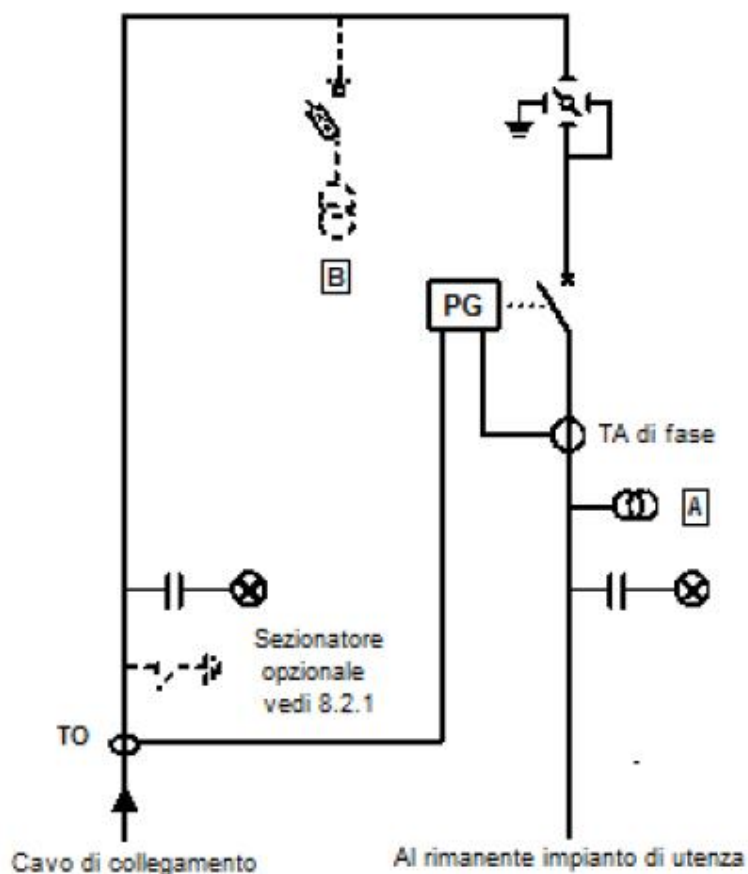 B
PG
TA di fase
A
Sezionatore
opzionale
vedi 8.2.1
TO
Cavo di collegamento
Al rimanente impianto di utenza